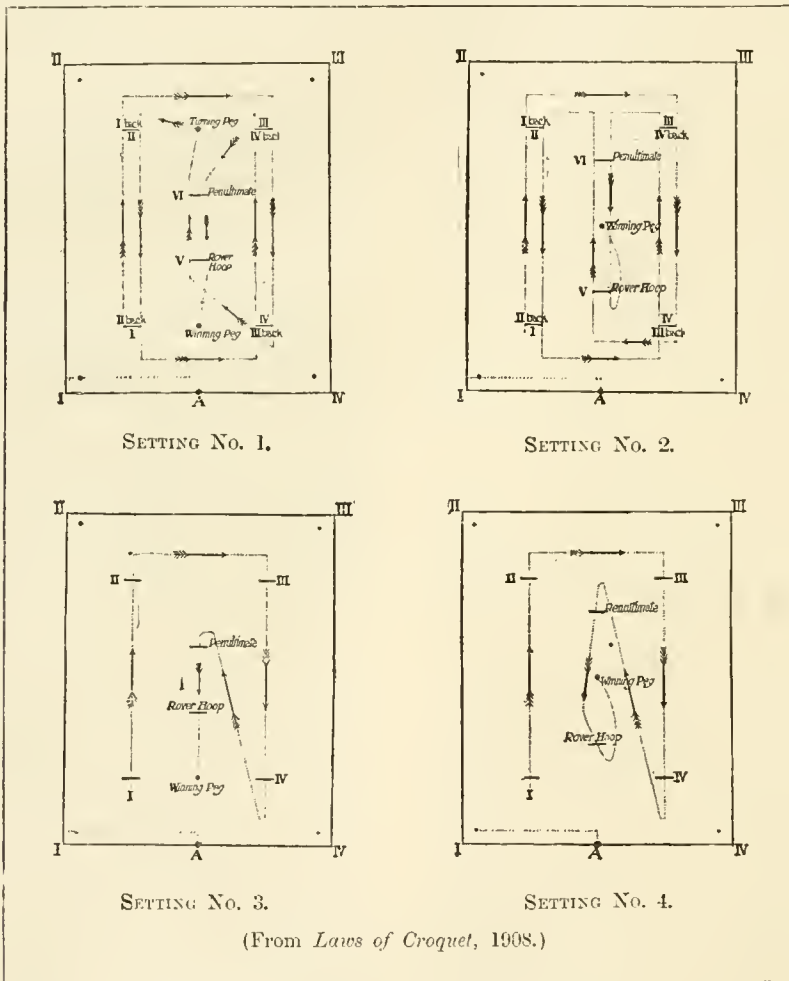 II III
I back Turning Peg III
II IV back
VI Penultimate
V Rover
Hoop
II back IV
I Winning Peg III back
I A IV
SETTING No. 1.
II III
I back III
II IV back
VI Penultimate
Winning Peg
V Rover Hoop
II back IV
I III back
I A IV
SETTING No. 2.
II III
II III
Penultimate
Rover Hoop
Winning Peg IV
I
I A IV
SETTING No. 3.
II III
II III
Penultimate
Winning Peg
Rover Hoop
IV
I
I A IV
SETTING No. 4.
(From Laws of Croquet, 1908.)